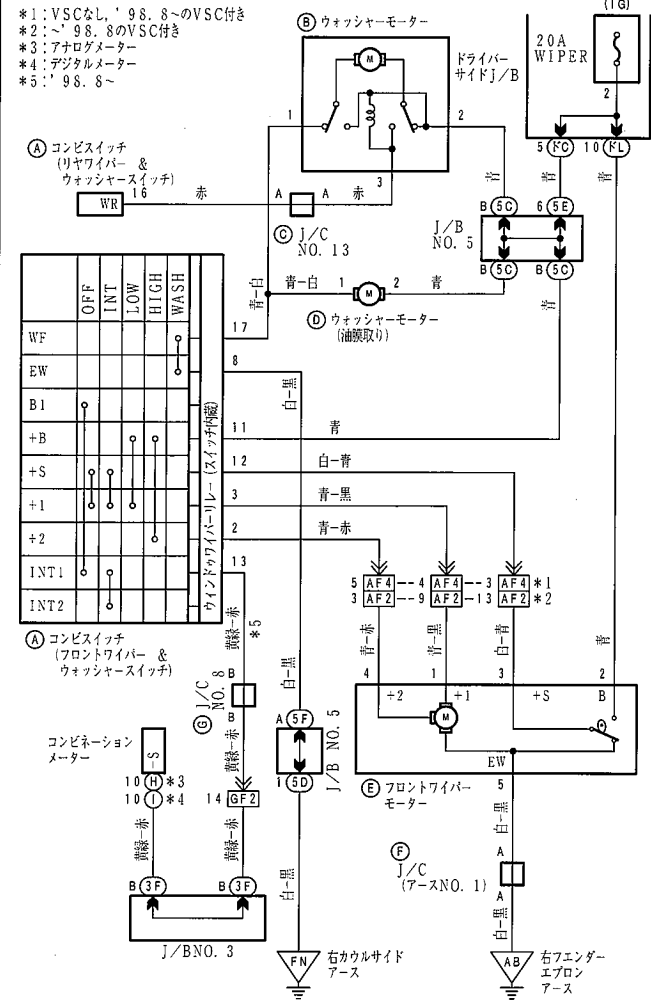 *1:VSCなし,'98.8~のVSC付き
*2:~'98.8のVSC付き
*3:アナログメーター
*4:デジタルメーター
*5:'98.8~
(IG)
20A
WIPER
2
5 ドC
10 ドL
B ウォッシャーモーター
M
ドライバー
サイドJ/B
1
2
3
A コンビスイッチ
(リヤワイパー &
ウォッシャースイッチ)
WR
16
赤
A
A
赤
C J/C
NO.13
青
青
青
B 5C
6 5E
J/B
NO.5
B 5C
B 5C
青-白
青-白
1
M
2
青
青
D ウォッシャーモーター
(油膜取り)
OFF
INT
LOW
HIGH
WASH
WF
EW
B1
+B
+S
+1
+2
INT1
INT2
ウィンドゥワイパーリレー(スイッチ内蔵)
17
8
白-黒
11
青
12
白-青
3
青-黒
2
青-赤
13
A コンビスイッチ
(フロントワイパー &
ウォッシャースイッチ)
黄緑-赤
*5
5 AF4 --4 AF4 --3 AF4 *1
3 AF2 --9 AF2 -13 AF2 *2
青-赤
青-黒
白-青
青
4
1
3
2
+2
+1
+S
B
M
EW
5
E フロントワイパー
モーター
B
G J/C
NO.8
B
黄緑-赤
14 GF2
黄緑-赤
白-黒
A 5F
J/B NO.5
1 5D
白-黒
コンビネーション
メーター
-S
10 H *3
10 I *4
黄緑-赤
B 3F
B 3F
J/BNO.3
白-黒
F
J/C
(アースNO.1)
A
A
白-黒
FN
右カウルサイド
アース
AB
右フエンダー
エプロン
アース